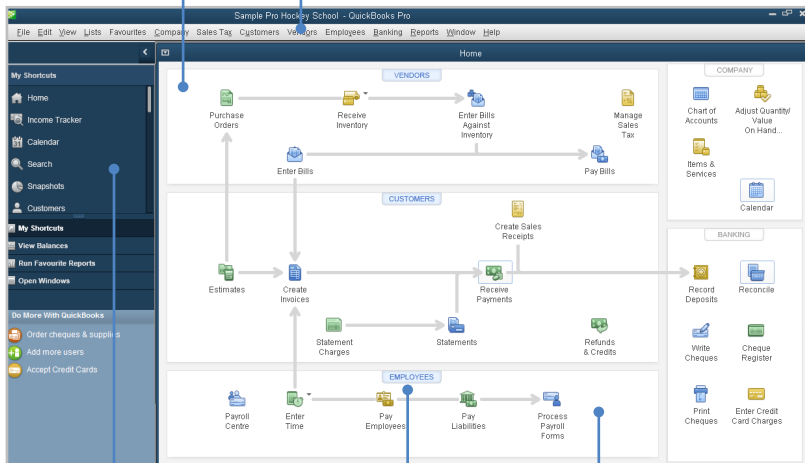 Sample Pro Hockey School - QuickBooks Pro
File Edit View Lists Favourites Company Sales Tax Customers Vendors Employees Banking Reports Window Help
Home
My Shortcuts
Home
Income Tracker
Calendar
Search
Snapshots
Customers
My Shortcuts
View Balances
Run Favourite Reports
Open Windows
Do More With QuickBooks
Order cheques & supplies
Add more users
Accept Credit Cards
VENDORS
Purchase
Orders
Receive
Inventory
Enter Bills
Against
Inventory
Manage
Sales
Tax
Enter Bills
Pay Bills
CUSTOMERS
Create Sales
Receipts
Estimates
Create
Invoices
Receive
Payments
Statement
Charges
Statements
Refunds
& Credits
EMPLOYEES
Payroll
Centre
Enter
Time
Pay
Employees
Pay
Liabilities
Process
Payroll
Forms
COMPANY
Chart of
Accounts
Adjust Quantity/
Value
On Hand...
Items &
Services
Calendar
BANKING
Record
Deposits
Reconcile
Write
Cheques
Cheque
Register
Print
Cheques
Enter Credit
Card Charges